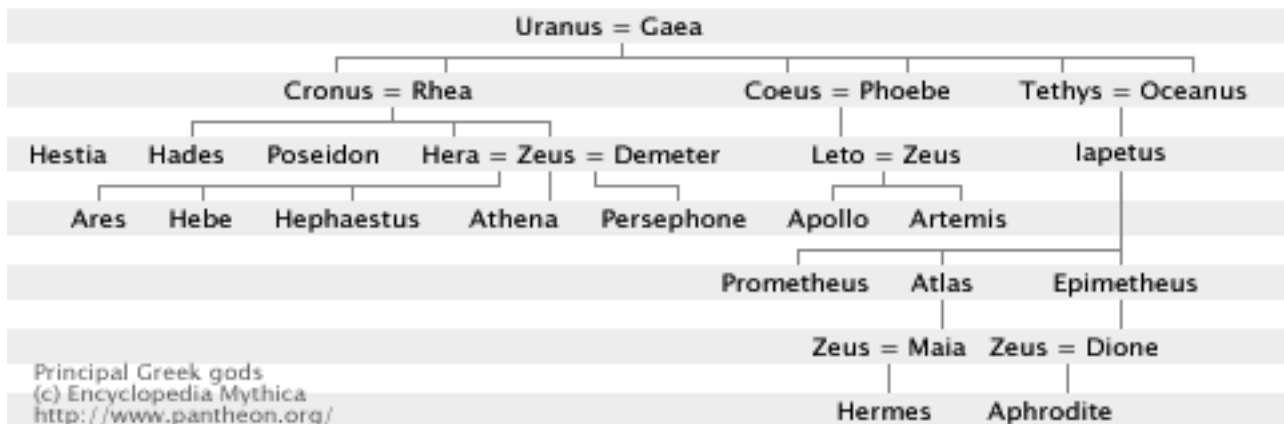 Uranus = Gaea
Cronus = Rhea Coeus = Phoebe Tethys = Oceanus
Hestia Hades Poseidon Hera = Zeus = Demeter Leto = Zeus Iapetus
Ares Hebe Hephaestus Athena Persephone Apollo Artemis
Prometheus Atlas Epimetheus
Zeus = Maia Zeus = Dione
Principal Greek gods
(c) Encyclopedia Mythica
http://www.pantheon.org/
Hermes Aphrodite